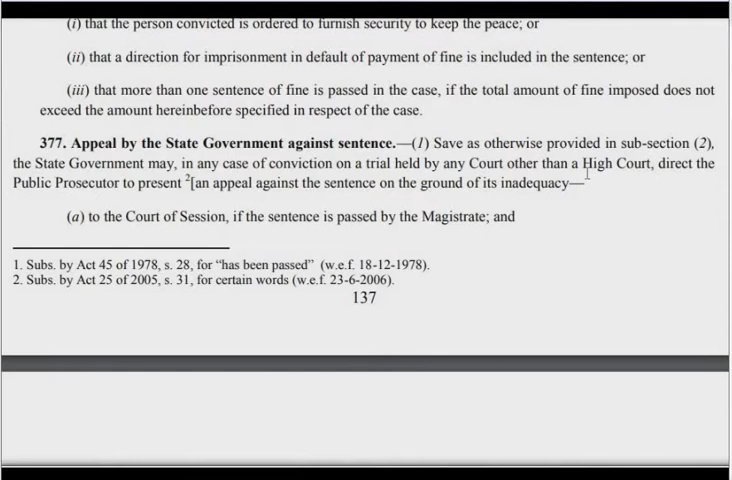 (i) that the person convicted is ordered to furnish security to keep the peace; or
(ii) that a direction for imprisonment in default of payment of fine is included in the sentence; or
(iii) that more than one sentence of fine is passed in the case, if the total amount of fine imposed does not
exceed the amount hereinbefore specified in respect of the case.
377. Appeal by the State Government against sentence.—(1) Save as otherwise provided in sub-section (2),
the State Government may, in any case of conviction on a trial held by any Court other than a High Court, direct the
Public Prosecutor to present 2[an appeal against the sentence on the ground of its inadequacy—
(a) to the Court of Session, if the sentence is passed by the Magistrate; and
1. Subs. by Act 45 of 1978, s. 28, for “has been passed” (w.e.f. 18-12-1978).
2. Subs. by Act 25 of 2005, s. 31, for certain words (w.e.f. 23-6-2006).
137